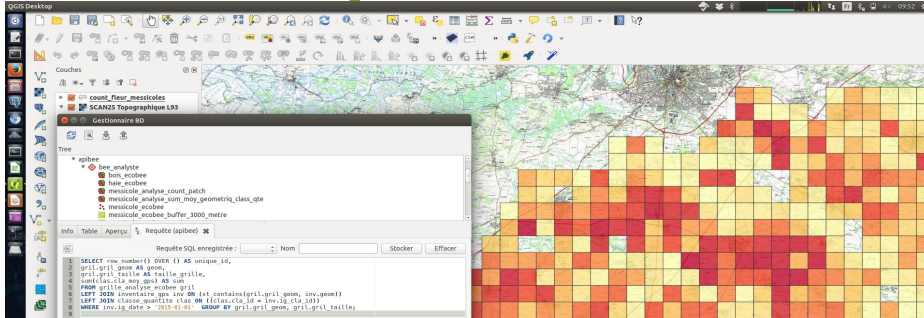 QGIS Desktop
Fr
09:52
CSW
Couches
count_fleur_messicoles
SCAN25 Topographique L93
Gestionnaire BD
Tree
apibee
bee_analyste
bois_ecobee
haie_ecobee
messicole_analyse_count_patch
messicole_analyse_sum_moy_geometriq_class_qte
messicole_ecobee
messicole_ecobee_buffer_3000_metre
Info Table Aperçu Requête (apibee)
Requête SQL enregistrée : Nom Stocker Effacer
1 SELECT row_number() OVER () AS unique_id,
2 gril.gril_geom AS geom,
3 gril.gril_taille AS taille_grille,
4 sum(clas.cla_moy_gps) AS sum
5 FROM grille_analyse_ecobee gril
6 LEFT JOIN inventaire_gps inv ON (st_contains(gril.gril_geom, inv.geom))
7 LEFT JOIN classe_quantite clas ON ((clas.cla_id = inv.ig_cla_id))
8 WHERE inv.ig_date > '2015-01-01' GROUP BY gril.gril_geom, gril.gril_taille;
9